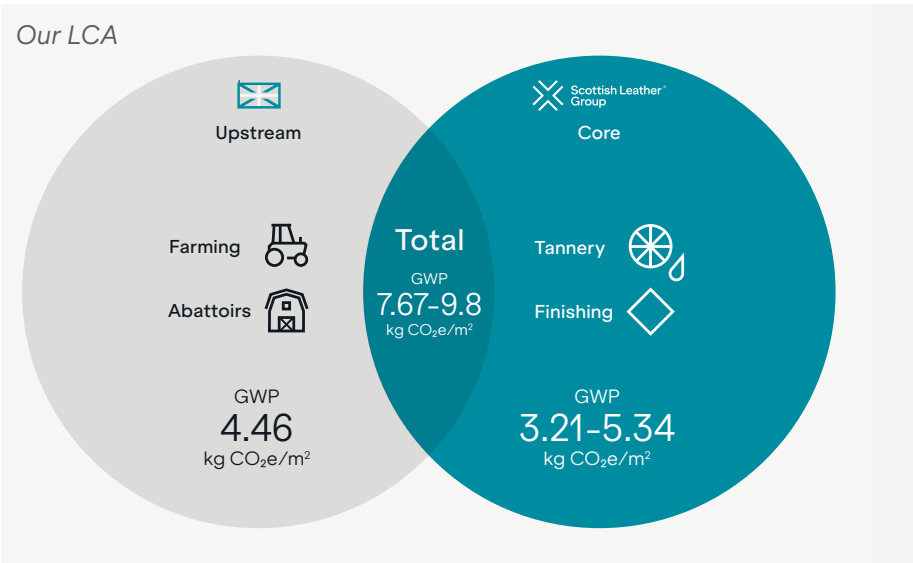 Our LCA
Upstream
Farming
Abattoirs
GWP
4.46
kg CO₂e/m²
Total
GWP
7.67-9.8
kg CO₂e/m²
Scottish Leather
Group
Core
Tannery
Finishing
GWP
3.21-5.34
kg CO₂e/m²